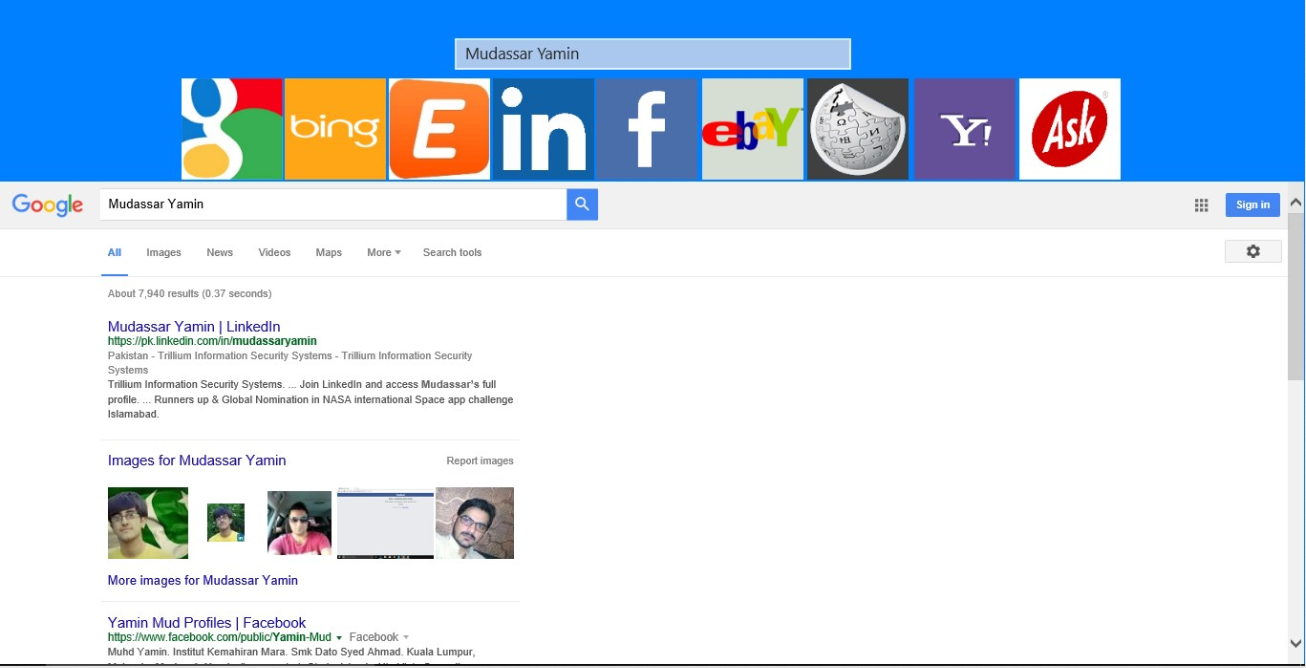 Mudassar Yamin
bing
E
in
f
ebaY
Y!
Ask
Google
Mudassar Yamin
Sign in
All Images News Videos Maps More Search tools
About 7,940 results (0.37 seconds)
Mudassar Yamin | LinkedIn
https://pk.linkedin.com/in/mudassaryamin
Pakistan - Trillium Information Security Systems - Trillium Information Security
Systems
Trillium Information Security Systems. ... Join LinkedIn and access Mudassar's full
profile. ... Runners up & Global Nomination in NASA international Space app challenge
Islamabad.
Images for Mudassar Yamin Report images
More images for Mudassar Yamin
Yamin Mud Profiles | Facebook
https://www.facebook.com/public/Yamin-Mud Facebook
Muhd Yamin. Institut Kemahiran Mara. Smk Dato Syed Ahmad. Kuala Lumpur,